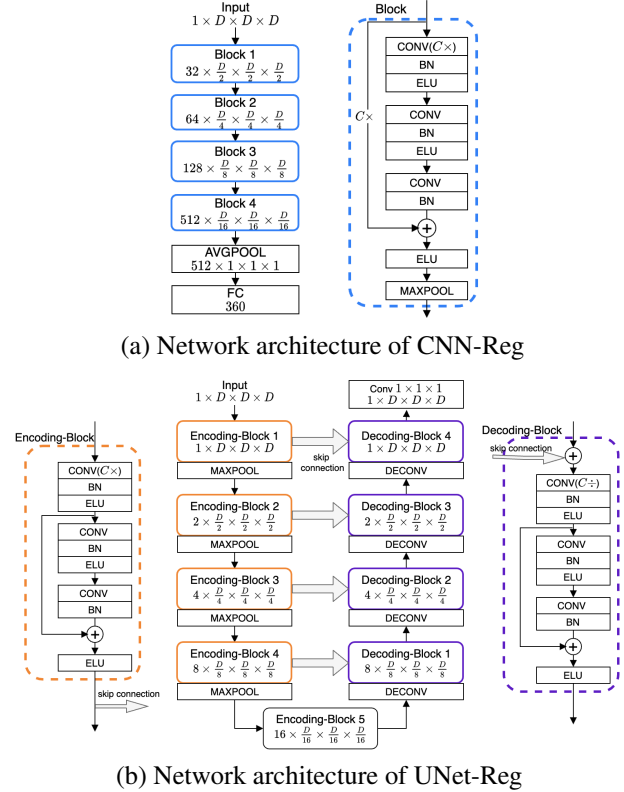 Input
1 × D × D × D
Block 1
32 × D/2 × D/2 × D/2
Block 2
64 × D/4 × D/4 × D/4
Block 3
128 × D/8 × D/8 × D/8
Block 4
512 × D/16 × D/16 × D/16
AVGPOOL
512 × 1 × 1 × 1
FC
360
Block
CONV(C×)
BN
ELU
C×
CONV
BN
ELU
CONV
BN
+
ELU
MAXPOOL
(a) Network architecture of CNN-Reg
Encoding-Block
CONV(C×)
BN
ELU
CONV
BN
ELU
CONV
BN
+
ELU
skip connection
Input
1 × D × D × D
Encoding-Block 1
1 × D × D × D
MAXPOOL
Encoding-Block 2
2 × D/2 × D/2 × D/2
MAXPOOL
Encoding-Block 3
4 × D/4 × D/4 × D/4
MAXPOOL
Encoding-Block 4
8 × D/8 × D/8 × D/8
MAXPOOL
Encoding-Block 5
16 × D/16 × D/16 × D/16
skip
connection
Conv 1 × 1 × 1
1 × D × D × D
Decoding-Block 4
1 × D × D × D
DECONV
Decoding-Block 3
2 × D/2 × D/2 × D/2
DECONV
Decoding-Block 2
4 × D/4 × D/4 × D/4
DECONV
Decoding-Block 1
8 × D/8 × D/8 × D/8
DECONV
Decoding-Block
skip connection
+
CONV(C÷)
BN
ELU
CONV
BN
ELU
CONV
BN
+
ELU
(b) Network architecture of UNet-Reg